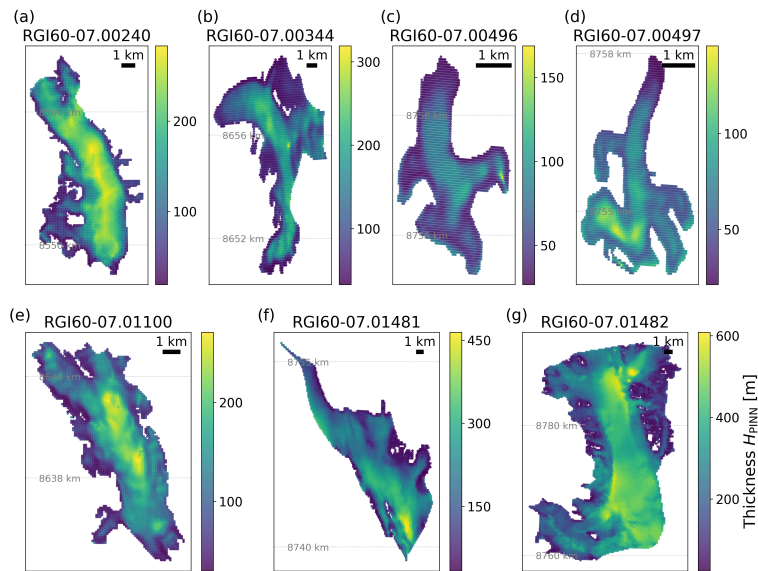 (a)
RGI60-07.00240
1 km
200
100
(b)
RGI60-07.00344
1 km
8656 km
8652 km
300
200
100
(c)
RGI60-07.00496
1 km
150
100
50
(d)
RGI60-07.00497
8758 km
1 km
100
50
(e)
RGI60-07.01100
1 km
8638 km
200
100
(f)
RGI60-07.01481
1 km
8740 km
450
300
150
(g)
RGI60-07.01482
1 km
8780 km
8760 km
600
400
200
Thickness HPINN [m]